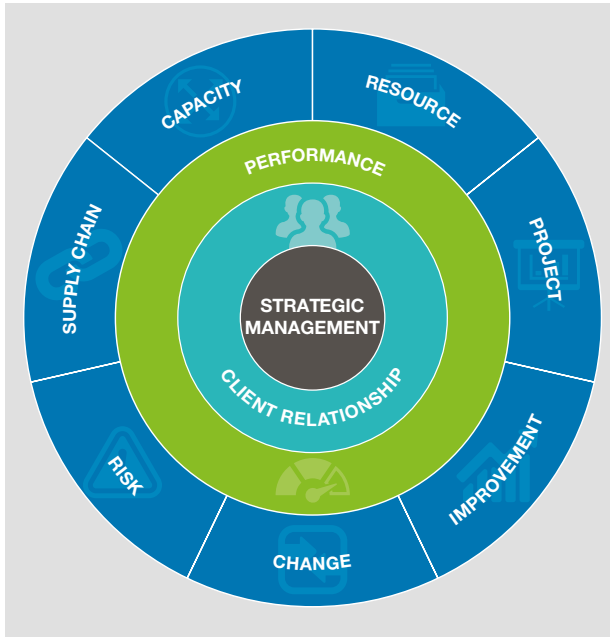 CAPACITY
RESOURCE
PERFORMANCE
SUPPLY CHAIN
PROJECT
STRATEGIC
MANAGEMENT
CLIENT RELATIONSHIP
RISK
IMPROVEMENT
CHANGE